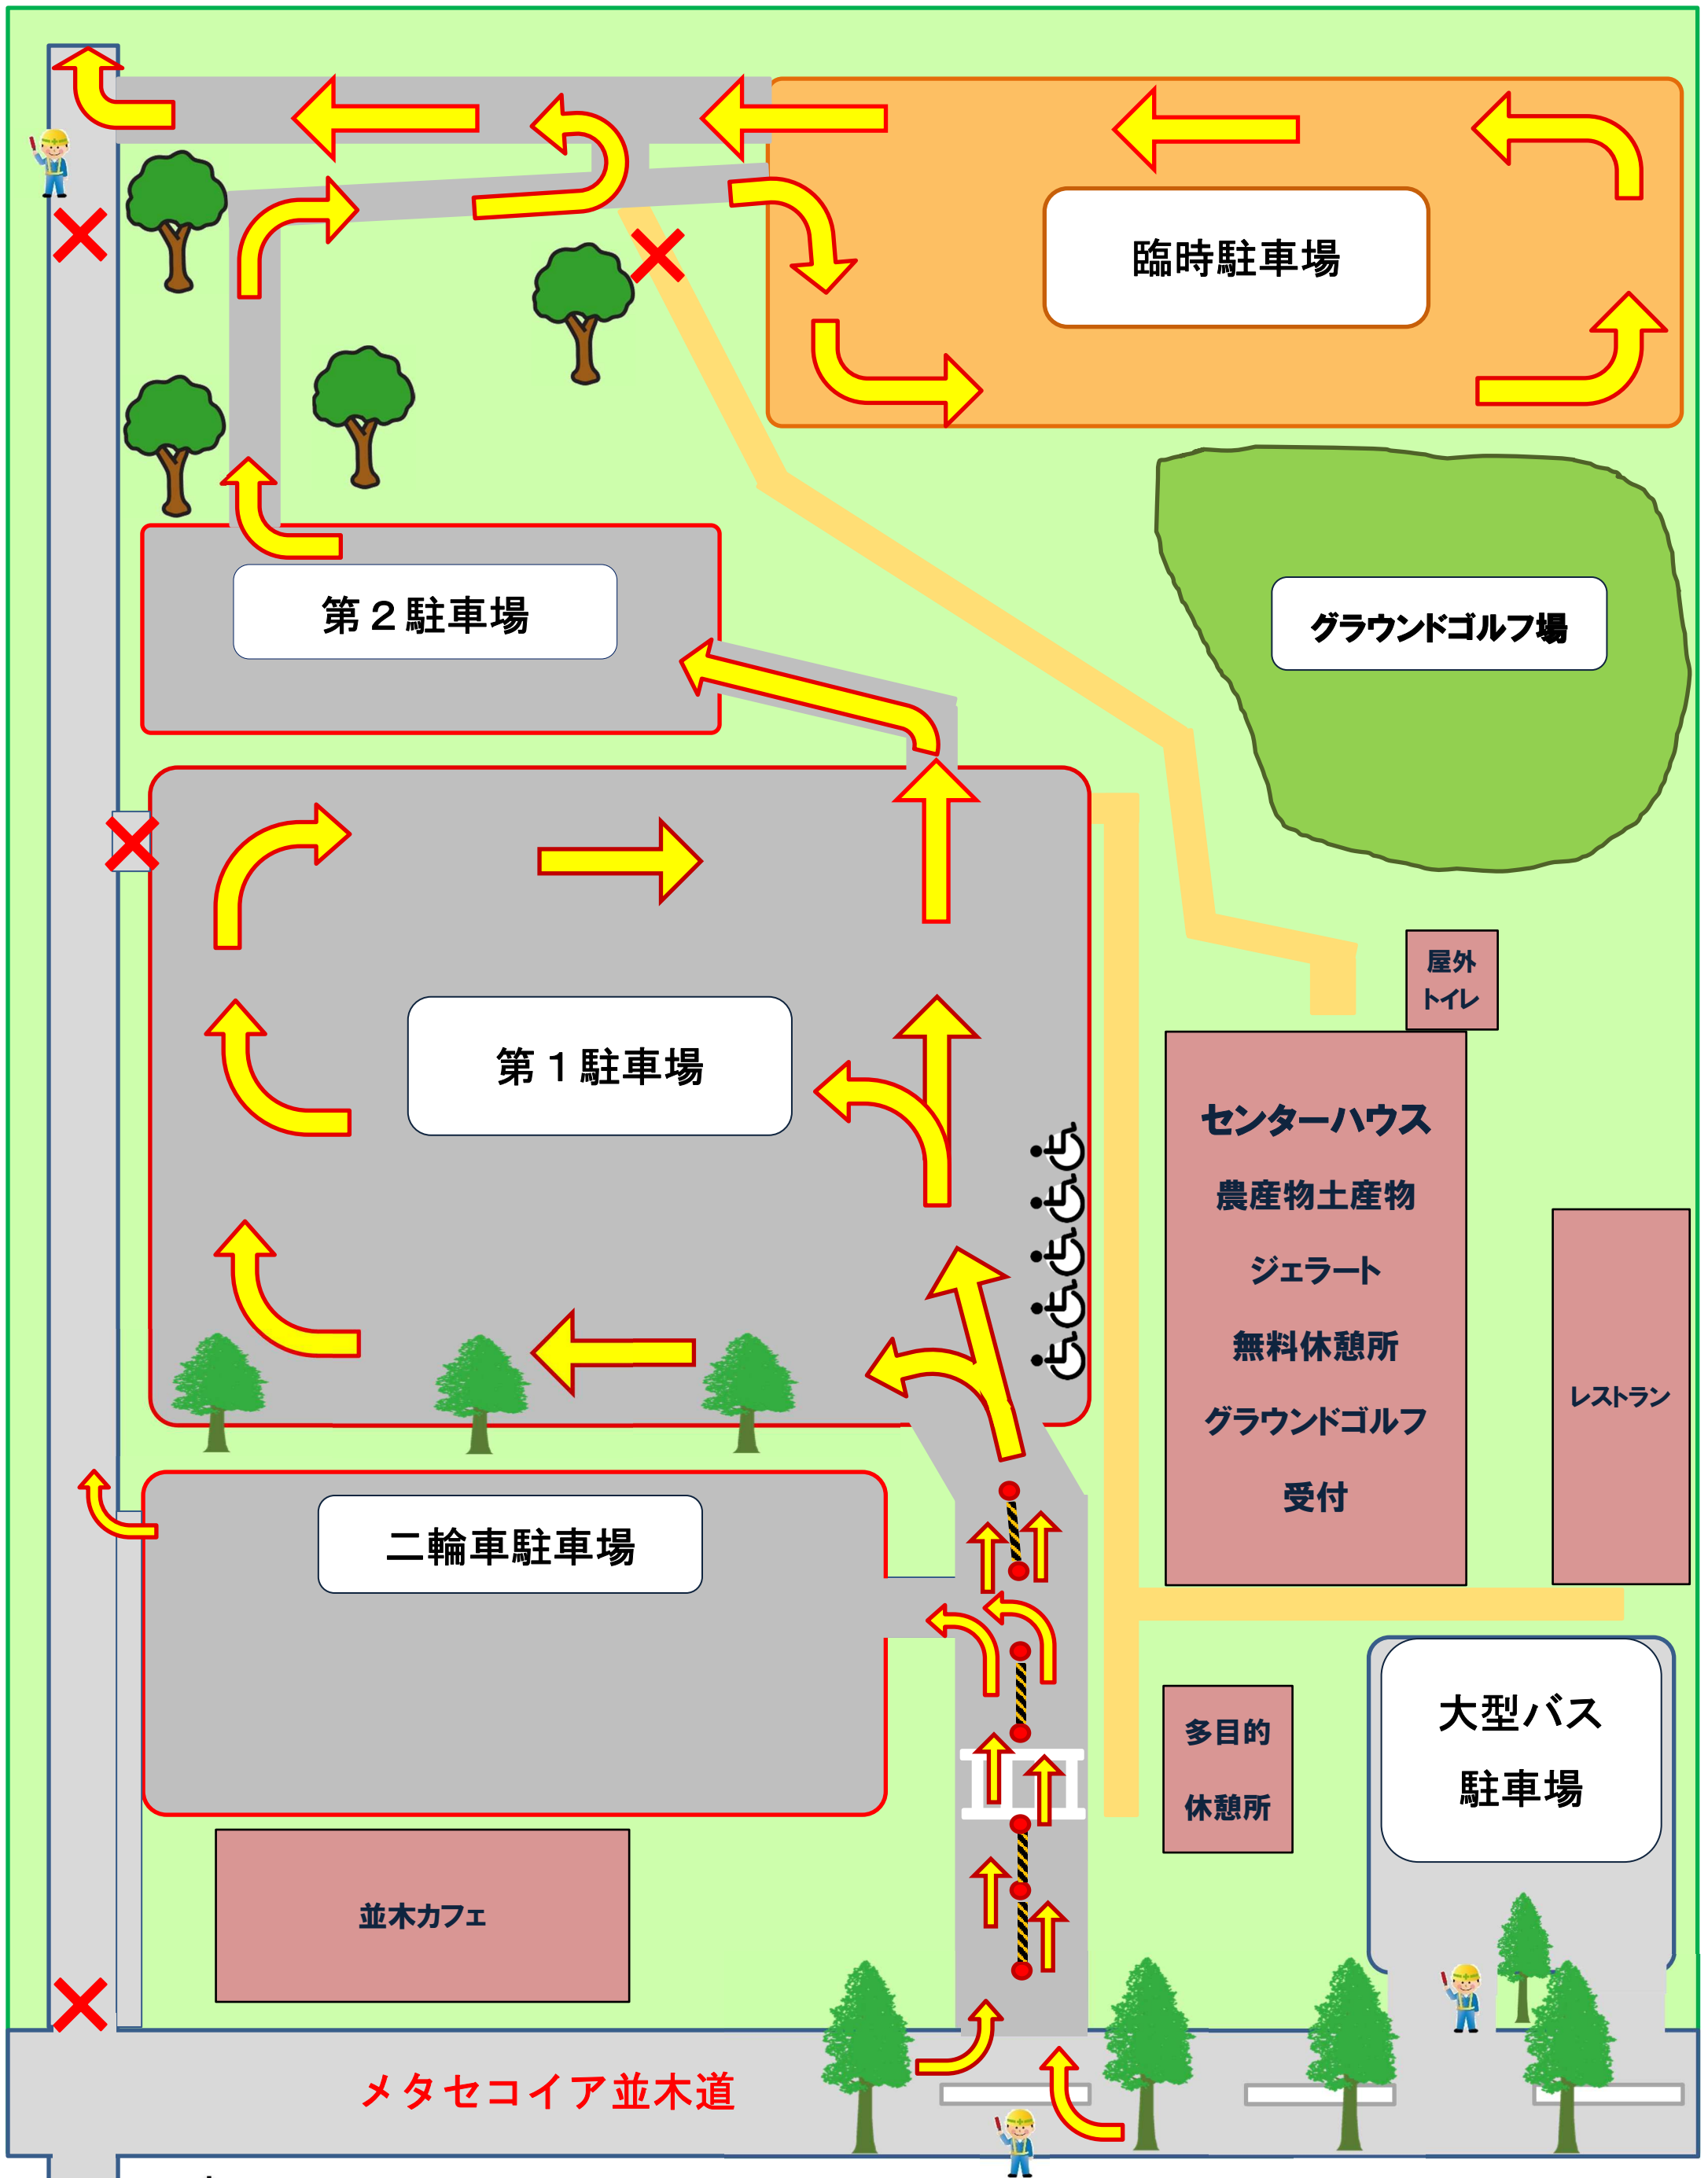 臨時駐車場
第２駐車場
グラウンドゴルフ場
屋外
トイレ
第１駐車場
センターハウス
農産物土産物
ジェラート
無料休憩所
グラウンドゴルフ
受付
レストラン
二輪車駐車場
大型バス
駐車場
多目的
休憩所
並木カフェ
メタセコイア並木道